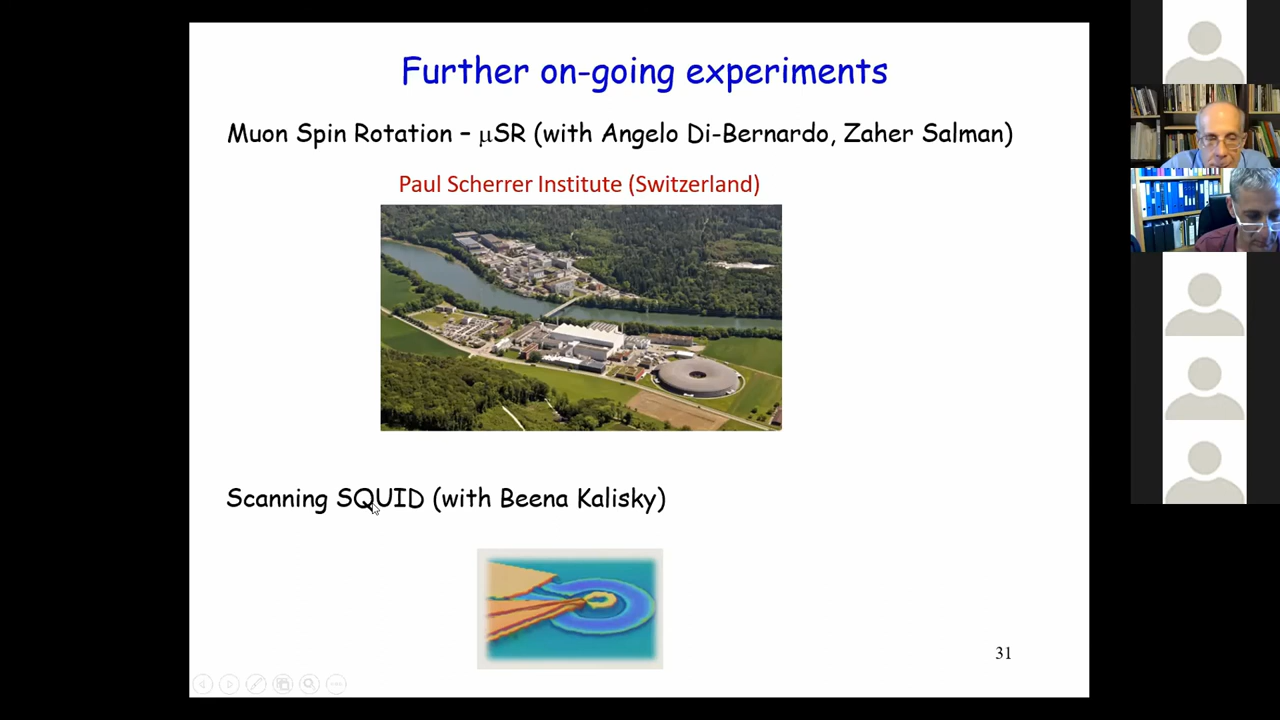 Further on-going experiments
Muon Spin Rotation – μSR (with Angelo Di-Bernardo, Zaher Salman)
Paul Scherrer Institute (Switzerland)
Scanning SQUID (with Beena Kalisky)
31